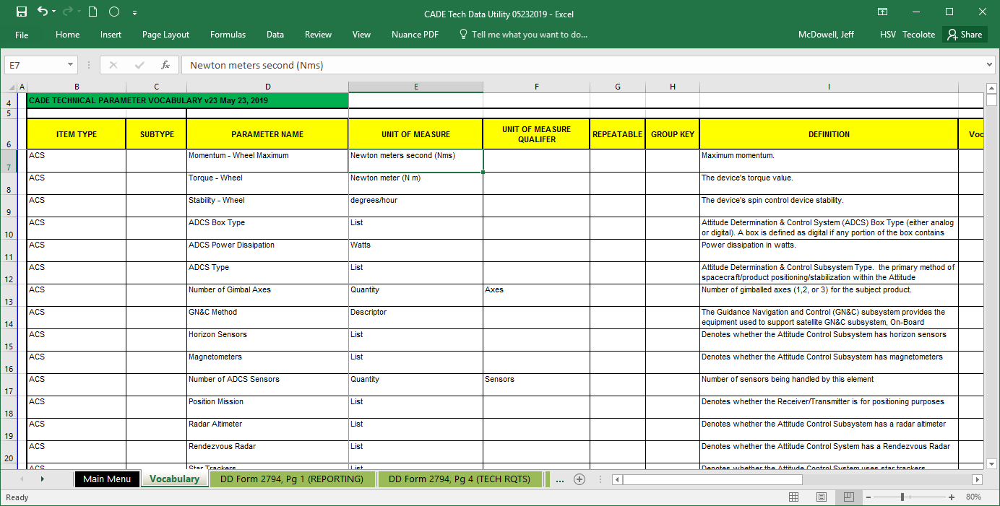 CADE Tech Data Utility 05232019 - Excel
File Home Insert Page Layout Formulas Data Review View Nuance PDF Tell me what you want to do... McDowell, Jeff HSV Tecolote Share
E7 fx Newton meters second (Nms)
A B C D E F G H I
4 CADE TECHNICAL PARAMETER VOCABULARY v23 May 23, 2019
5
6 ITEM TYPE SUBTYPE PARAMETER NAME UNIT OF MEASURE UNIT OF MEASURE QUALIFER REPEATABLE GROUP KEY DEFINITION Voc
7 ACS Momentum - Wheel Maximum Newton meters second (Nms) Maximum momentum.
8 ACS Torque - Wheel Newton meter (N m) The device's torque value.
9 ACS Stability - Wheel degrees/hour The device's spin control device stability.
10 ACS ADCS Box Type List Attitude Determination & Control System (ADCS) Box Type (either analog
or digital). A box is defined as digital if any portion of the box contains
11 ACS ADCS Power Dissipation Watts Power dissipation in watts.
12 ACS ADCS Type List Attitude Determination & Control Subsystem Type. the primary method of
spacecraft/product positioning/stabilization within the Attitude
13 ACS Number of Gimbal Axes Quantity Axes Number of gimballed axes (1,2, or 3) for the subject product.
14 ACS GN&C Method Descriptor The Guidance Navigation and Control (GN&C) subsystem provides the
equipment used to support satellite GN&C subsystem, On-Board
15 ACS Horizon Sensors List Denotes whether the Attitude Control Subsystem has horizon sensors
16 ACS Magnetometers List Denotes whether the Attitude Control Subsystem has magnetometers
17 ACS Number of ADCS Sensors Quantity Sensors Number of sensors being handled by this element
18 ACS Position Mission List Denotes whether the Receiver/Transmitter is for positioning purposes
19 ACS Radar Altimeter List Denotes whether the Attitude Control Subsystem has a radar altimeter
20 ACS Rendezvous Radar List Denotes whether the Attitude Control System has a Rendezvous Radar
ACS Star Trackers List Denotes whether the Attitude Control System uses star trackers
Main Menu Vocabulary DD Form 2794, Pg 1 (REPORTING) DD Form 2794, Pg 4 (TECH RQTS) ...
Ready 80%